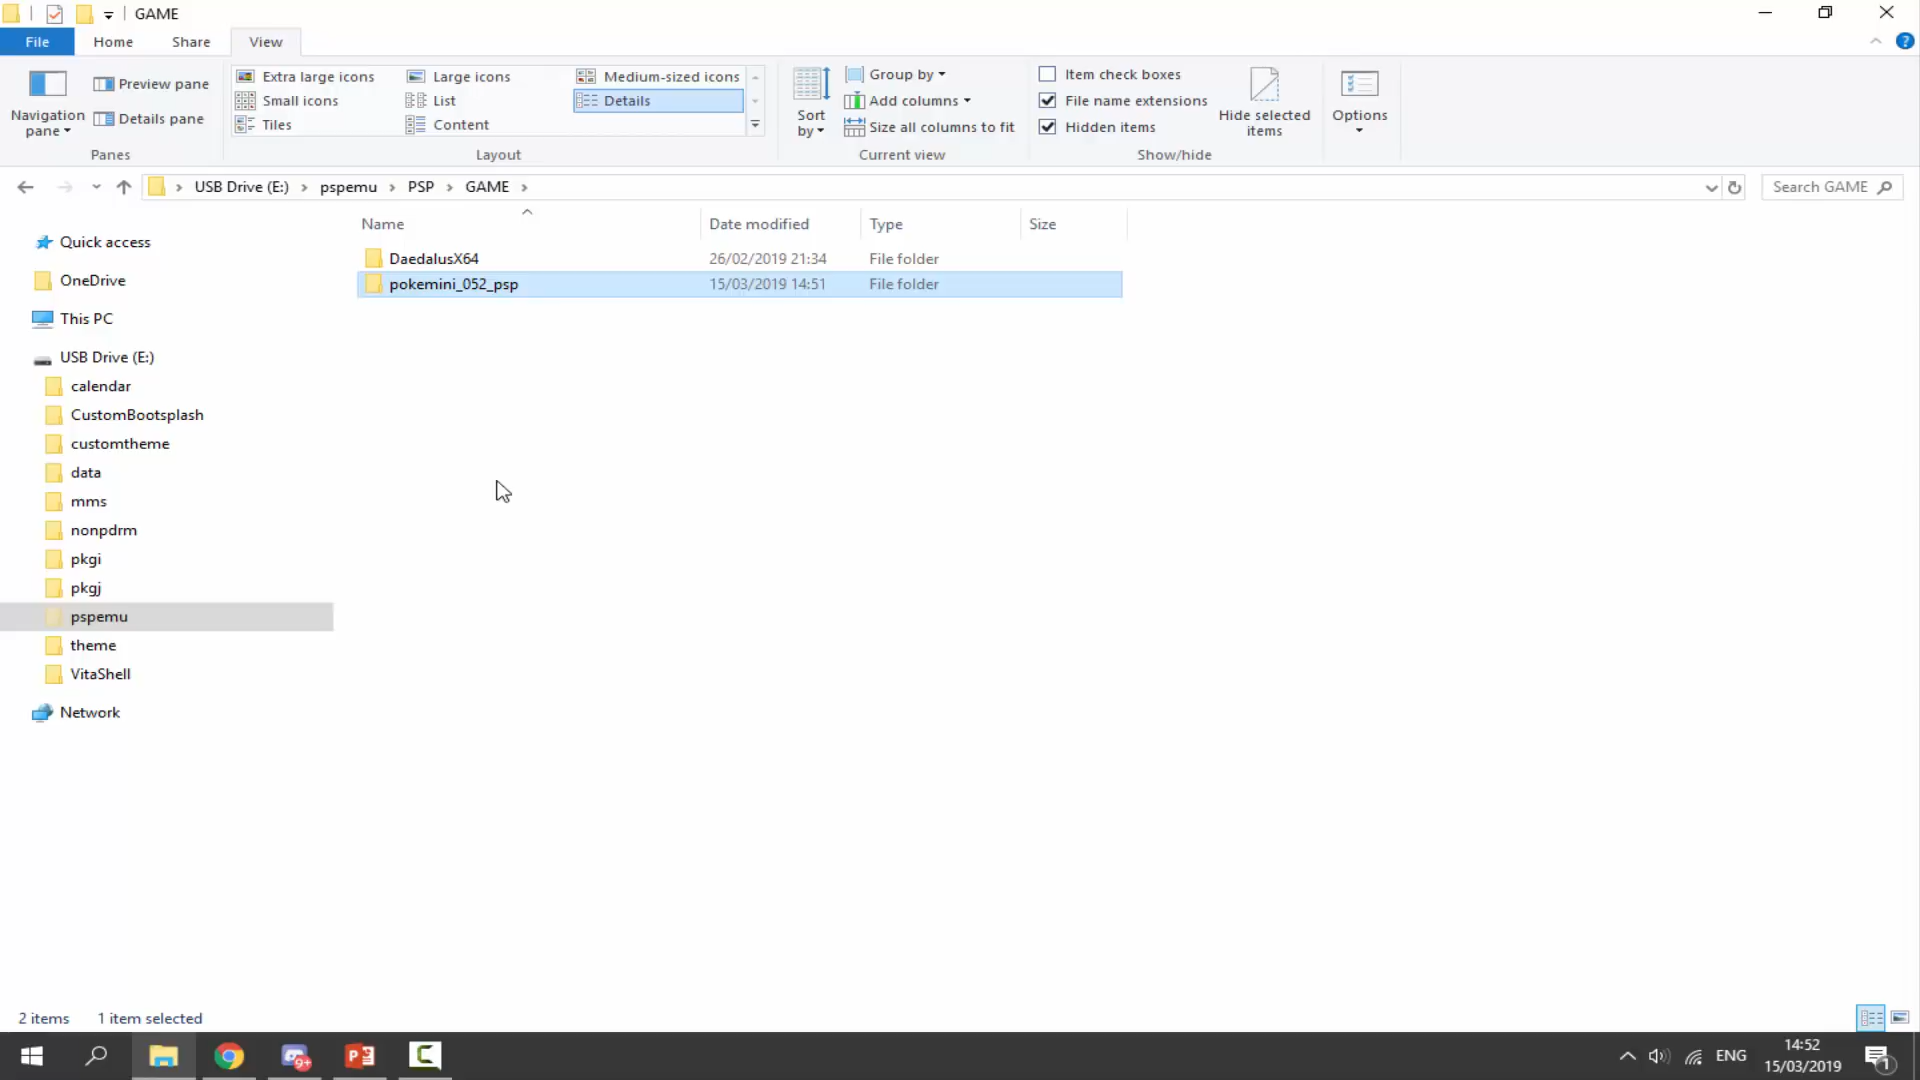 GAME
File Home Share View
Navigation pane
Preview pane
Details pane
Panes
Extra large icons Large icons Medium-sized icons
Small icons List Details
Tiles Content
Layout
Sort by
Group by
Add columns
Size all columns to fit
Current view
Item check boxes
File name extensions
Hidden items
Hide selected items
Show/hide
Options
USB Drive (E:) pspemu PSP GAME
Search GAME
Name Date modified Type Size
DaedalusX64 26/02/2019 21:34 File folder
pokemini_052_psp 15/03/2019 14:51 File folder
Quick access
OneDrive
This PC
USB Drive (E:)
calendar
CustomBootsplash
customtheme
data
mms
nonpdrm
pkgi
pkgj
pspemu
theme
VitaShell
Network
2 items 1 item selected
9+
ENG
14:52
15/03/2019
1